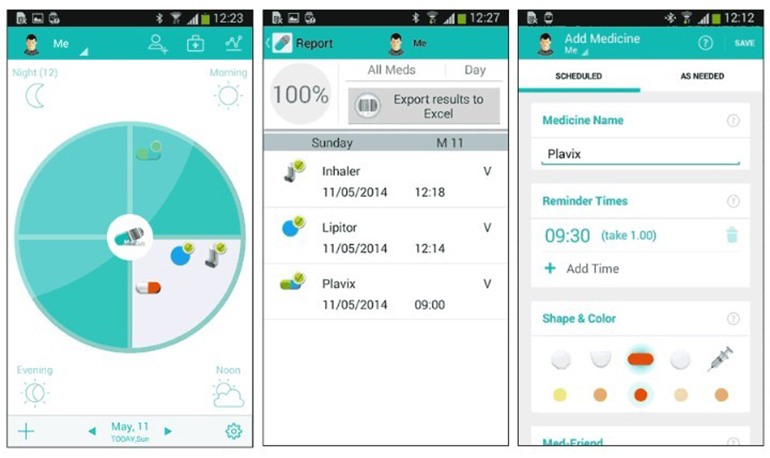 12:23
Me
Night (12)
Morning
Evening
Noon
May, 11
TODAY,Sun
12:27
Report
Me
100%
All Meds
Day
Export results to
Excel
Sunday
M 11
Inhaler
V
11/05/2014
12:18
Lipitor
V
11/05/2014
12:14
Plavix
V
11/05/2014
09:00
12:12
Add Medicine
Me
?
SAVE
SCHEDULED
AS NEEDED
Medicine Name
?
Plavix
Reminder Times
?
09:30 (take 1.00)
+ Add Time
Shape & Color
?
Med-Friend